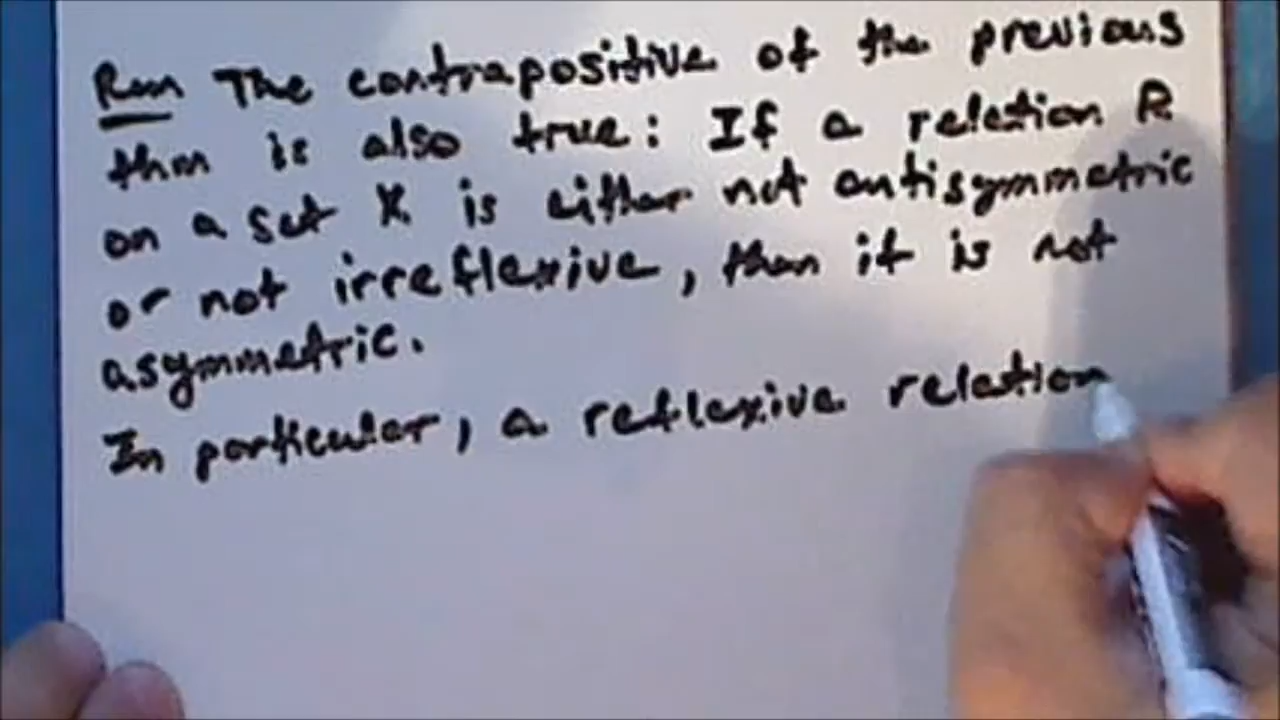 Rem The contrapositive of the previous
thm is also true: If a relation R
on a set X is either not antisymmetric
or not irreflexive, then it is not
asymmetric.
In particular, a reflexive relation